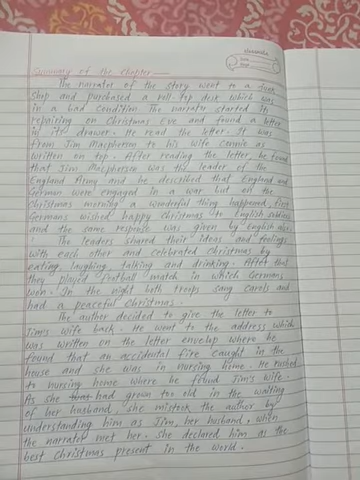 Classmate
Date
Page
Summary of the Chapter
The narrator of the story went to a Junk
Ship and purchased a roll top desk which was
in a bad condition. The narrator started It
repairing on Christmas Eve and found a letter
in its drawer. He read the letter. It was
from Jim Macpherson to his wife Connie as
written on top. After reading the letter, he found
that Jim Macpherson was the leader of the
England Army and he described that England and
German were engaged in a war but on the
Christmas morning a wonderful thing happened, first
Germans wished happy Christmas to English soldiers
and the same response was given by English
The leaders shared their ideas and feelings
with each other and celebrated Christmas by
eating, laughing talking and drinking. After that
they played football match in which Germans
won. In the night both troops sang carols and
had a peaceful Christmas.
The author decided to give the letter to
Jim's wife back. He went to the address which
was written on the letter envelop where he
found that an accidental fire caught in the
house and she was in nursing home. He rushed
to nursing home where he found Jim's wife.
As she had grown too old in the waiting
of her husband, she mistook the author by
understanding him as Jim, her husband, when
the narrator met her. She declared him as the
best Christmas present in the world.